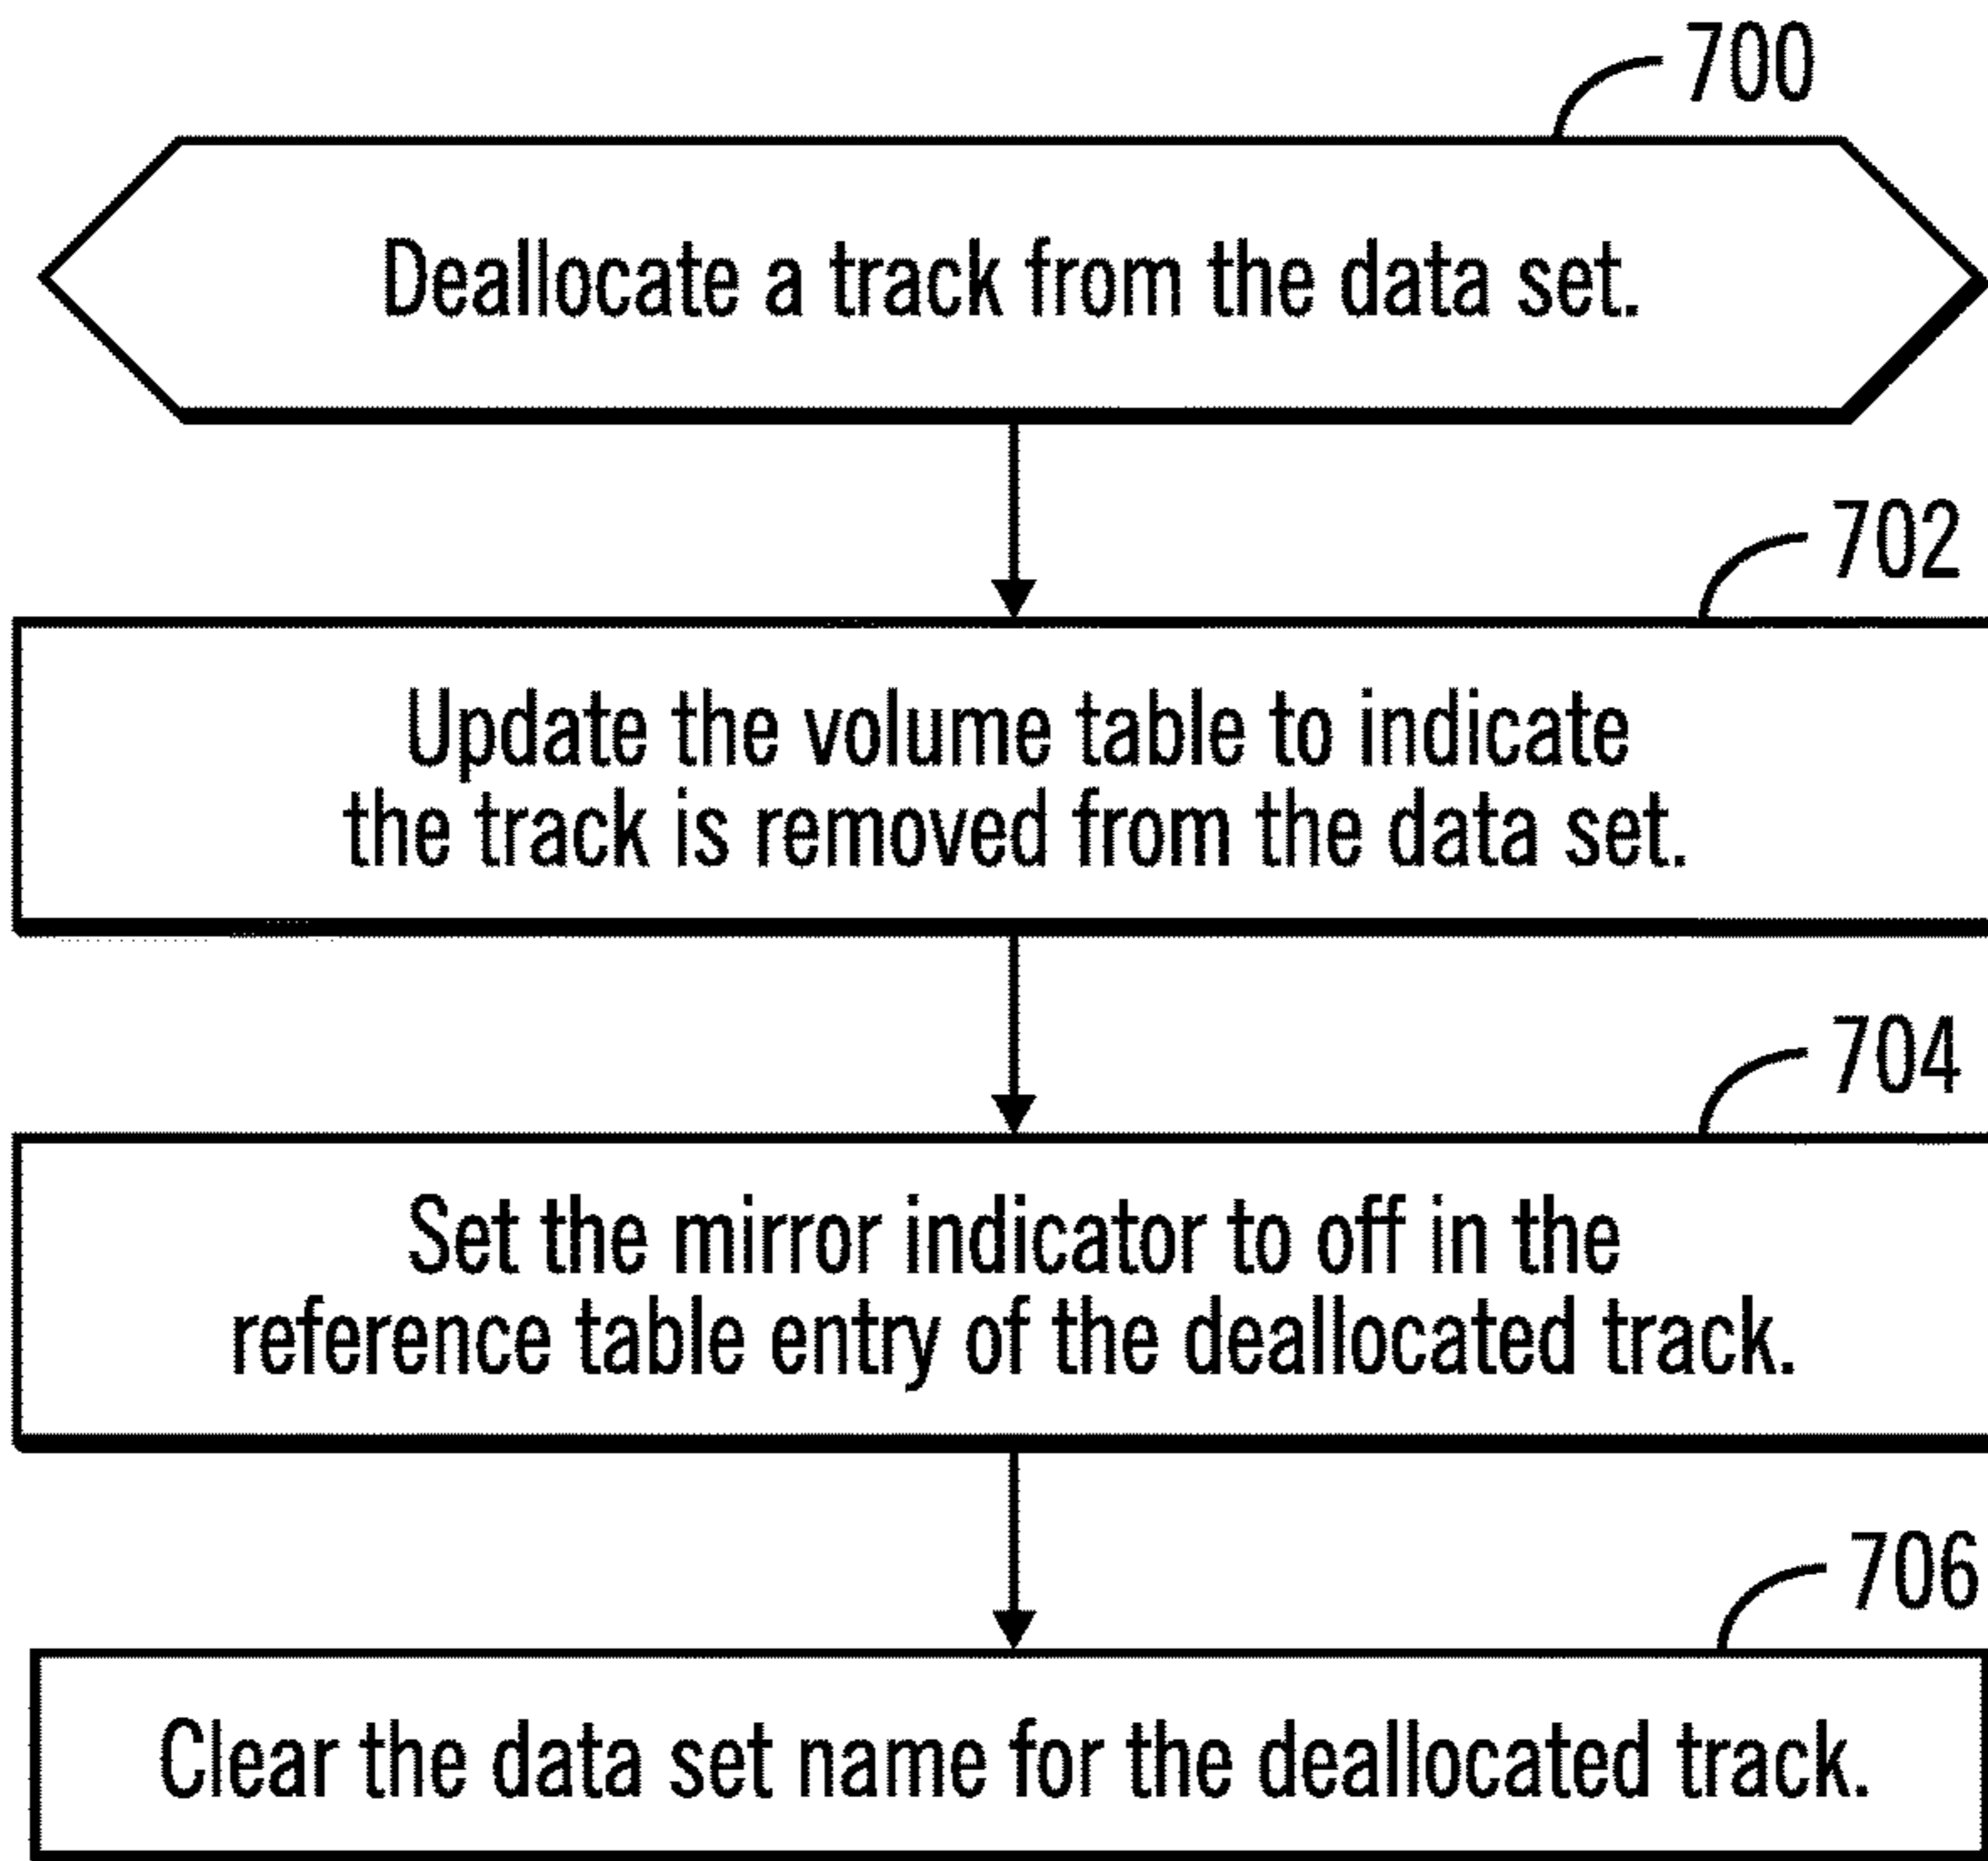 700
Deallocate a track from the data set.
702
Update the volume table to indicate
the track is removed from the data set.
704
Set the mirror indicator to off in the
reference table entry of the deallocated track.
706
Clear the data set name for the deallocated track.